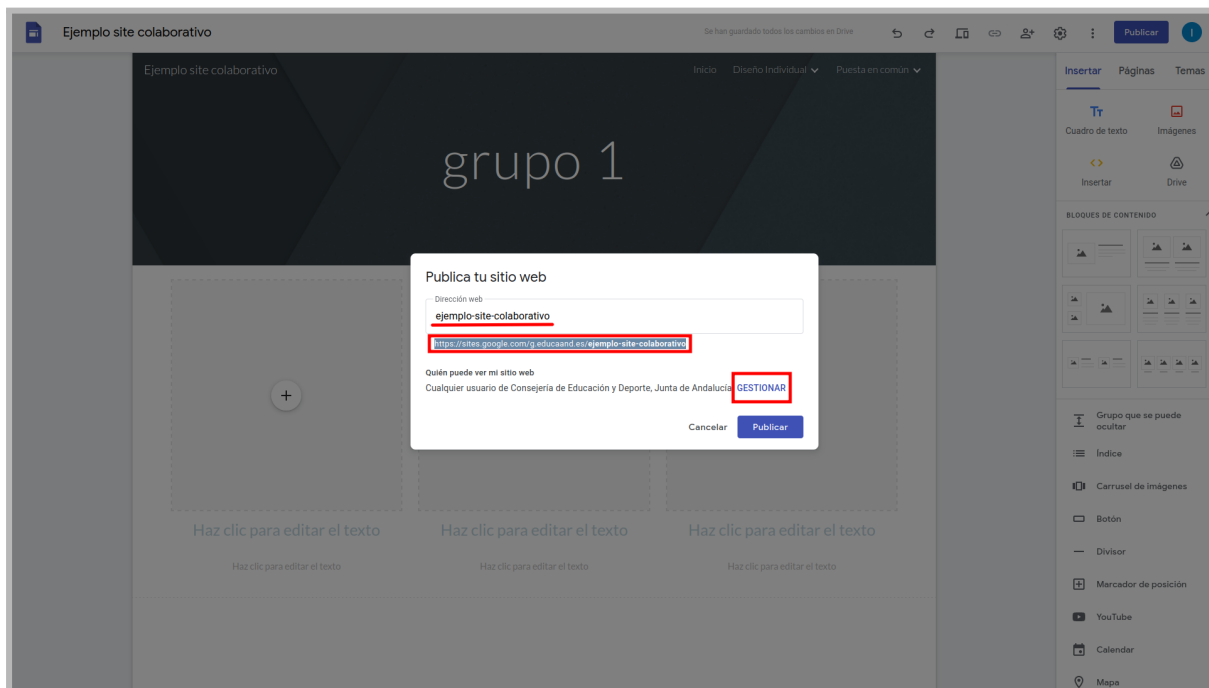 Ejemplo site colaborativo
Se han guardado todos los cambios en Drive
Publicar
I
Ejemplo site colaborativo
Inicio Diseño Individual Puesta en común
grupo 1
Insertar Páginas Temas
Cuadro de texto Imágenes
Insertar Drive
BLOQUES DE CONTENIDO
Publica tu sitio web
Dirección web
ejemplo-site-colaborativo
https://sites.google.com/g.educaand.es/ejemplo-site-colaborativo
Quién puede ver mi sitio web
Cualquier usuario de Consejería de Educación y Deporte, Junta de Andalucía GESTIONAR
Cancelar Publicar
Haz clic para editar el texto Haz clic para editar el texto Haz clic para editar el texto
Haz clic para editar el texto Haz clic para editar el texto Haz clic para editar el texto
Grupo que se puede
ocultar
Índice
Carrusel de imágenes
Botón
Divisor
Marcador de posición
YouTube
Calendar
Mapa